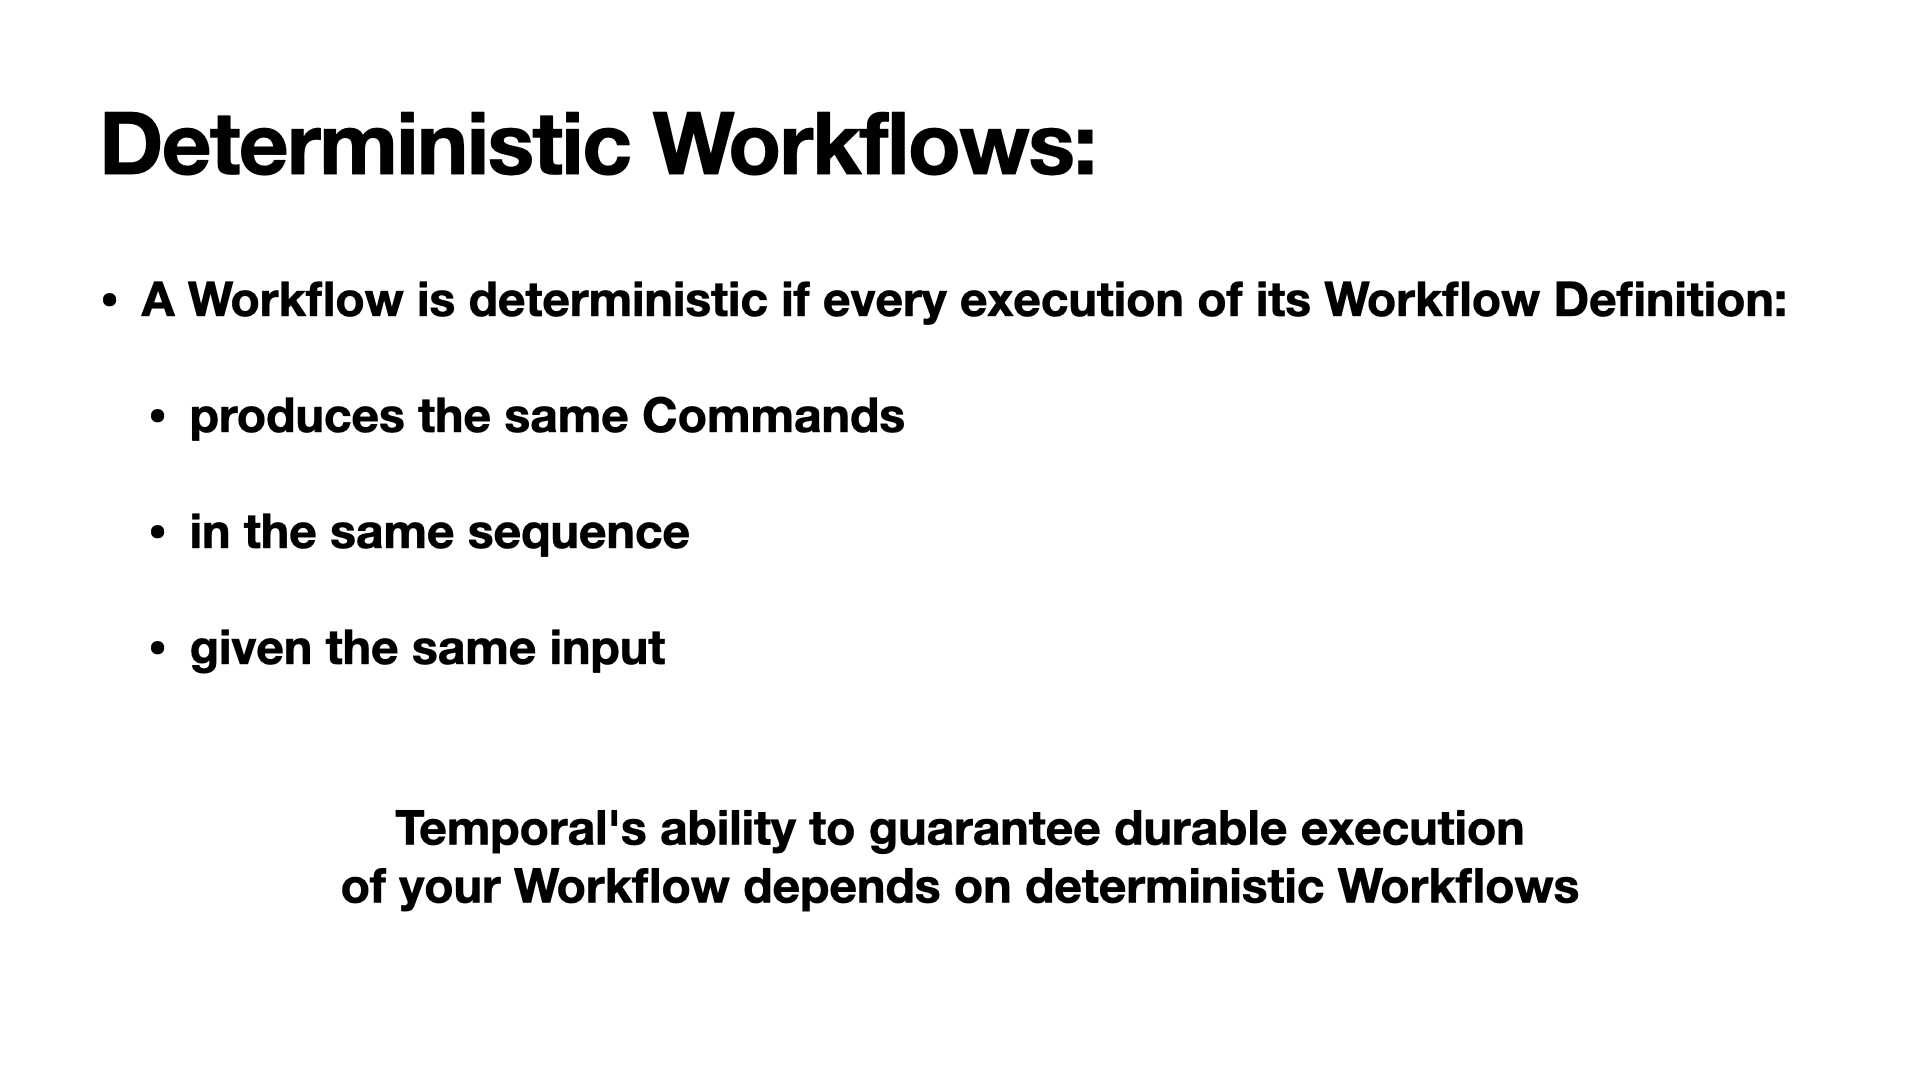 Deterministic Workflows:
• A Workflow is deterministic if every execution of its Workflow Definition:
• produces the same Commands
• in the same sequence
• given the same input
Temporal's ability to guarantee durable execution
of your Workflow depends on deterministic Workflows